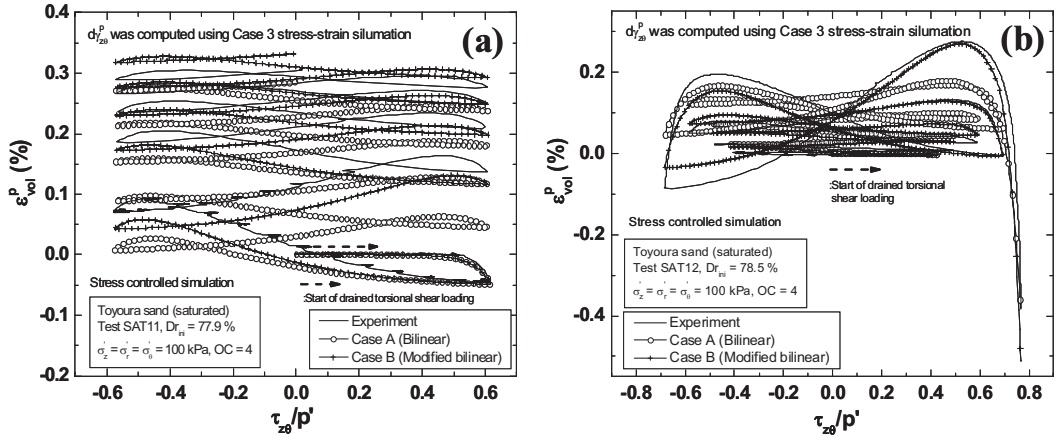 (a)
dγ^p_zθ was computed using Case 3 stress-strain silumation
0.4
0.3
0.2
0.1
0.0
-0.1
-0.2
ε^p_vol (%)
Stress controlled simulation
:Start of drained torsional shear loading
Toyoura sand (saturated)
Test SAT11, Dr_ini = 77.9 %
σ'_z = σ'_r = σ'_θ = 100 kPa, OC = 4
Experiment
Case A (Bilinear)
Case B (Modified bilinear)
-0.6 -0.4 -0.2 0.0 0.2 0.4 0.6
τ_zθ/p'
(b)
dγ^p_zθ was computed using Case 3 stress-strain silumation
0.2
0.0
-0.2
-0.4
ε^p_vol (%)
:Start of drained torsional
shear loading
Stress controlled simulation
Toyoura sand (saturated)
Test SAT12, Dr_ini = 78.5 %
σ'_z = σ'_r = σ'_θ = 100 kPa, OC = 4
Experiment
Case A (Bilinear)
Case B (Modified bilinear)
-0.8 -0.6 -0.4 -0.2 0.0 0.2 0.4 0.6 0.8
τ_zθ/p'